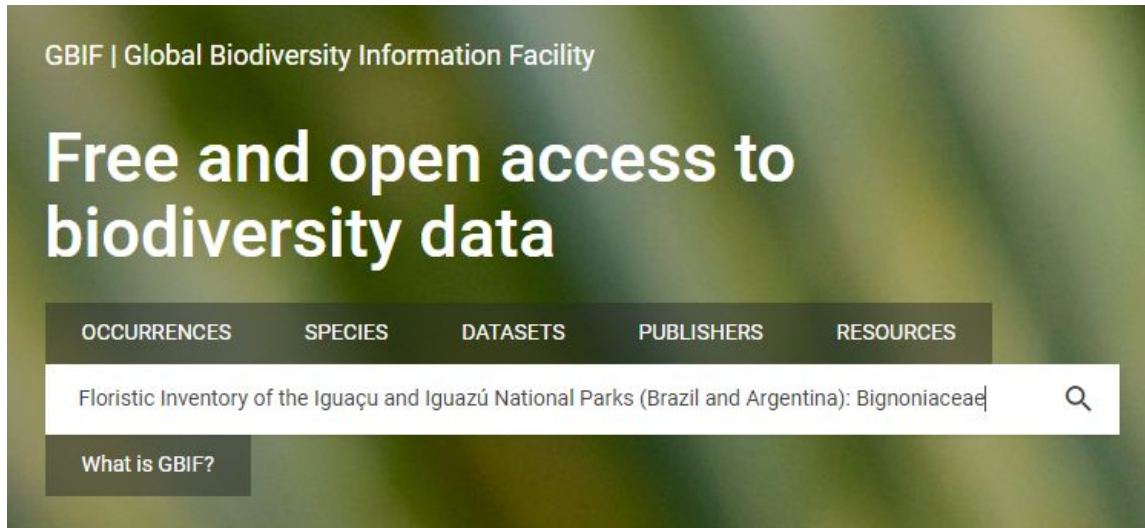 GBIF | Global Biodiversity Information Facility
Free and open access to
biodiversity data
OCCURRENCES SPECIES DATASETS PUBLISHERS RESOURCES
Floristic Inventory of the Iguaçu and Iguazú National Parks (Brazil and Argentina): Bignoniaceae
What is GBIF?